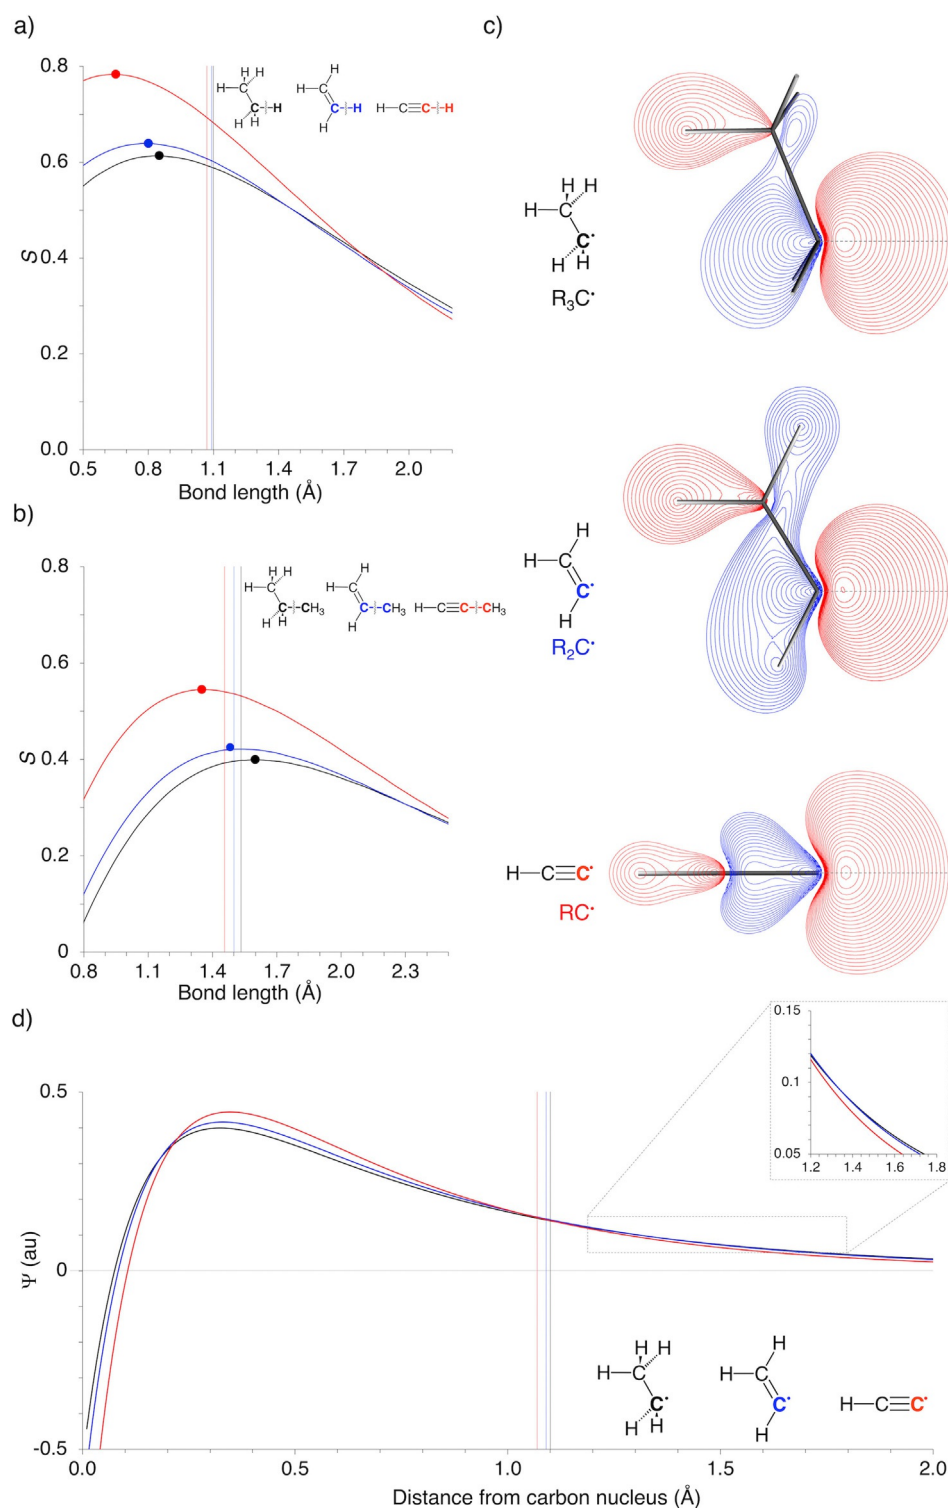 a)
0.8
0.6
0.4
0.2
0.0
S
0.5 0.8 1.1 1.4 1.7 2.0
Bond length (Å)
H H
H–C
C–H
H H
H
H–C
C–H
H
H–C≡C–H
b)
0.8
0.6
0.4
0.2
0
S
0.8 1.1 1.4 1.7 2.0 2.3
Bond length (Å)
H H
H–C
C–CH₃
H H
H
H–C
C–CH₃
H
H–C≡C–CH₃
c)
H H
H–C
C•
H H
R₃C•
H
H–C
C•
H
R₂C•
H–C≡C•
RC•
d)
0.5
0
-0.5
Ψ (au)
0.0 0.5 1.0 1.5 2.0
Distance from carbon nucleus (Å)
0.15
0.1
0.05
1.2 1.4 1.6 1.8
H H
H–C
C•
H H
H
H–C
C•
H
H–C≡C•